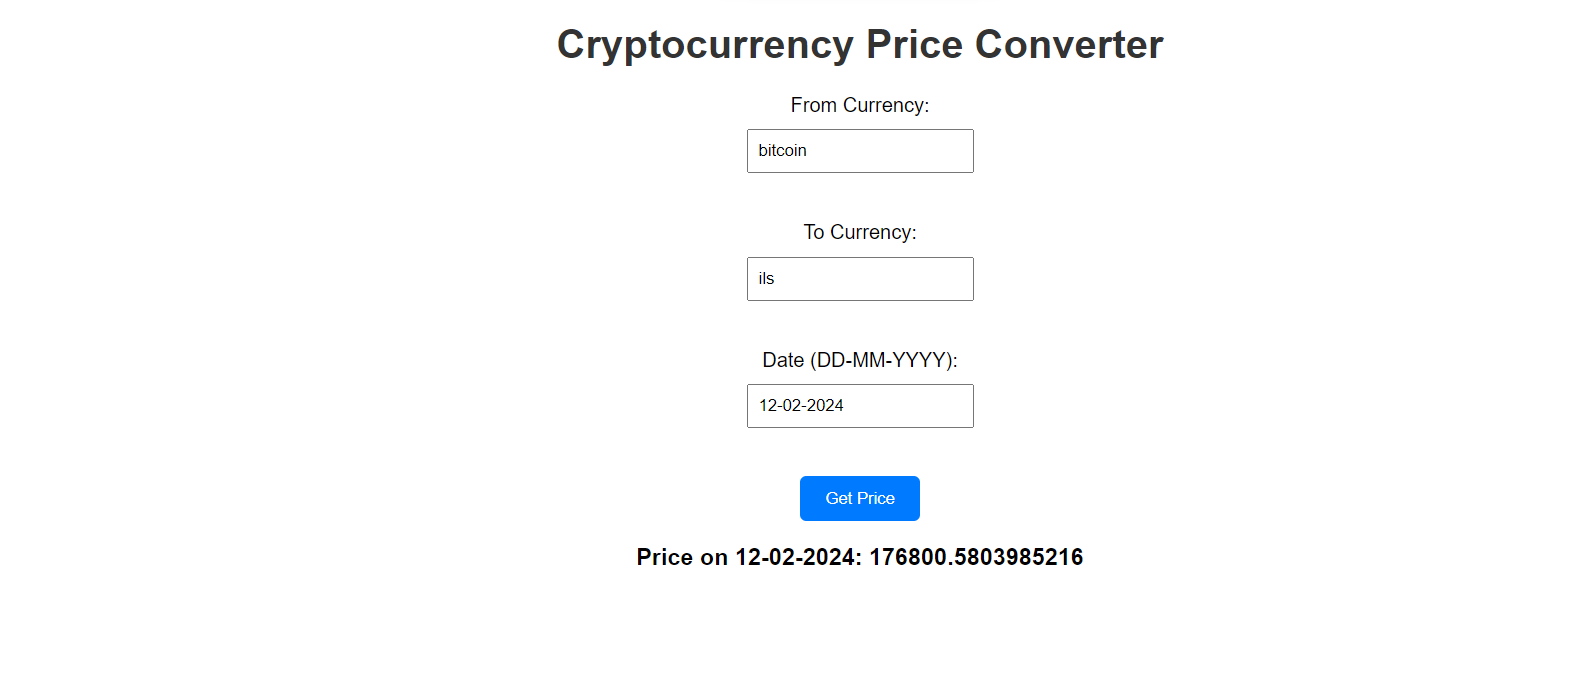 Cryptocurrency Price Converter
From Currency:
bitcoin
To Currency:
ils
Date (DD-MM-YYYY):
12-02-2024
Get Price
Price on 12-02-2024: 176800.5803985216